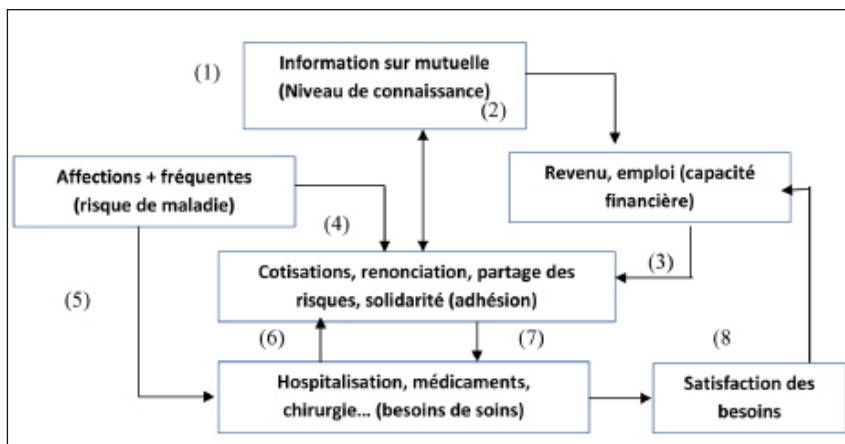 (1)
Information sur mutuelle
(Niveau de connaissance)
(2)
Affections + fréquentes
(risque de maladie)
Revenu, emploi (capacité
financière)
(4)
(3)
Cotisations, renonciation, partage des
risques, solidarité (adhésion)
(5)
(6)
(7)
(8
Hospitalisation, médicaments,
chirurgie... (besoins de soins)
Satisfaction des
besoins